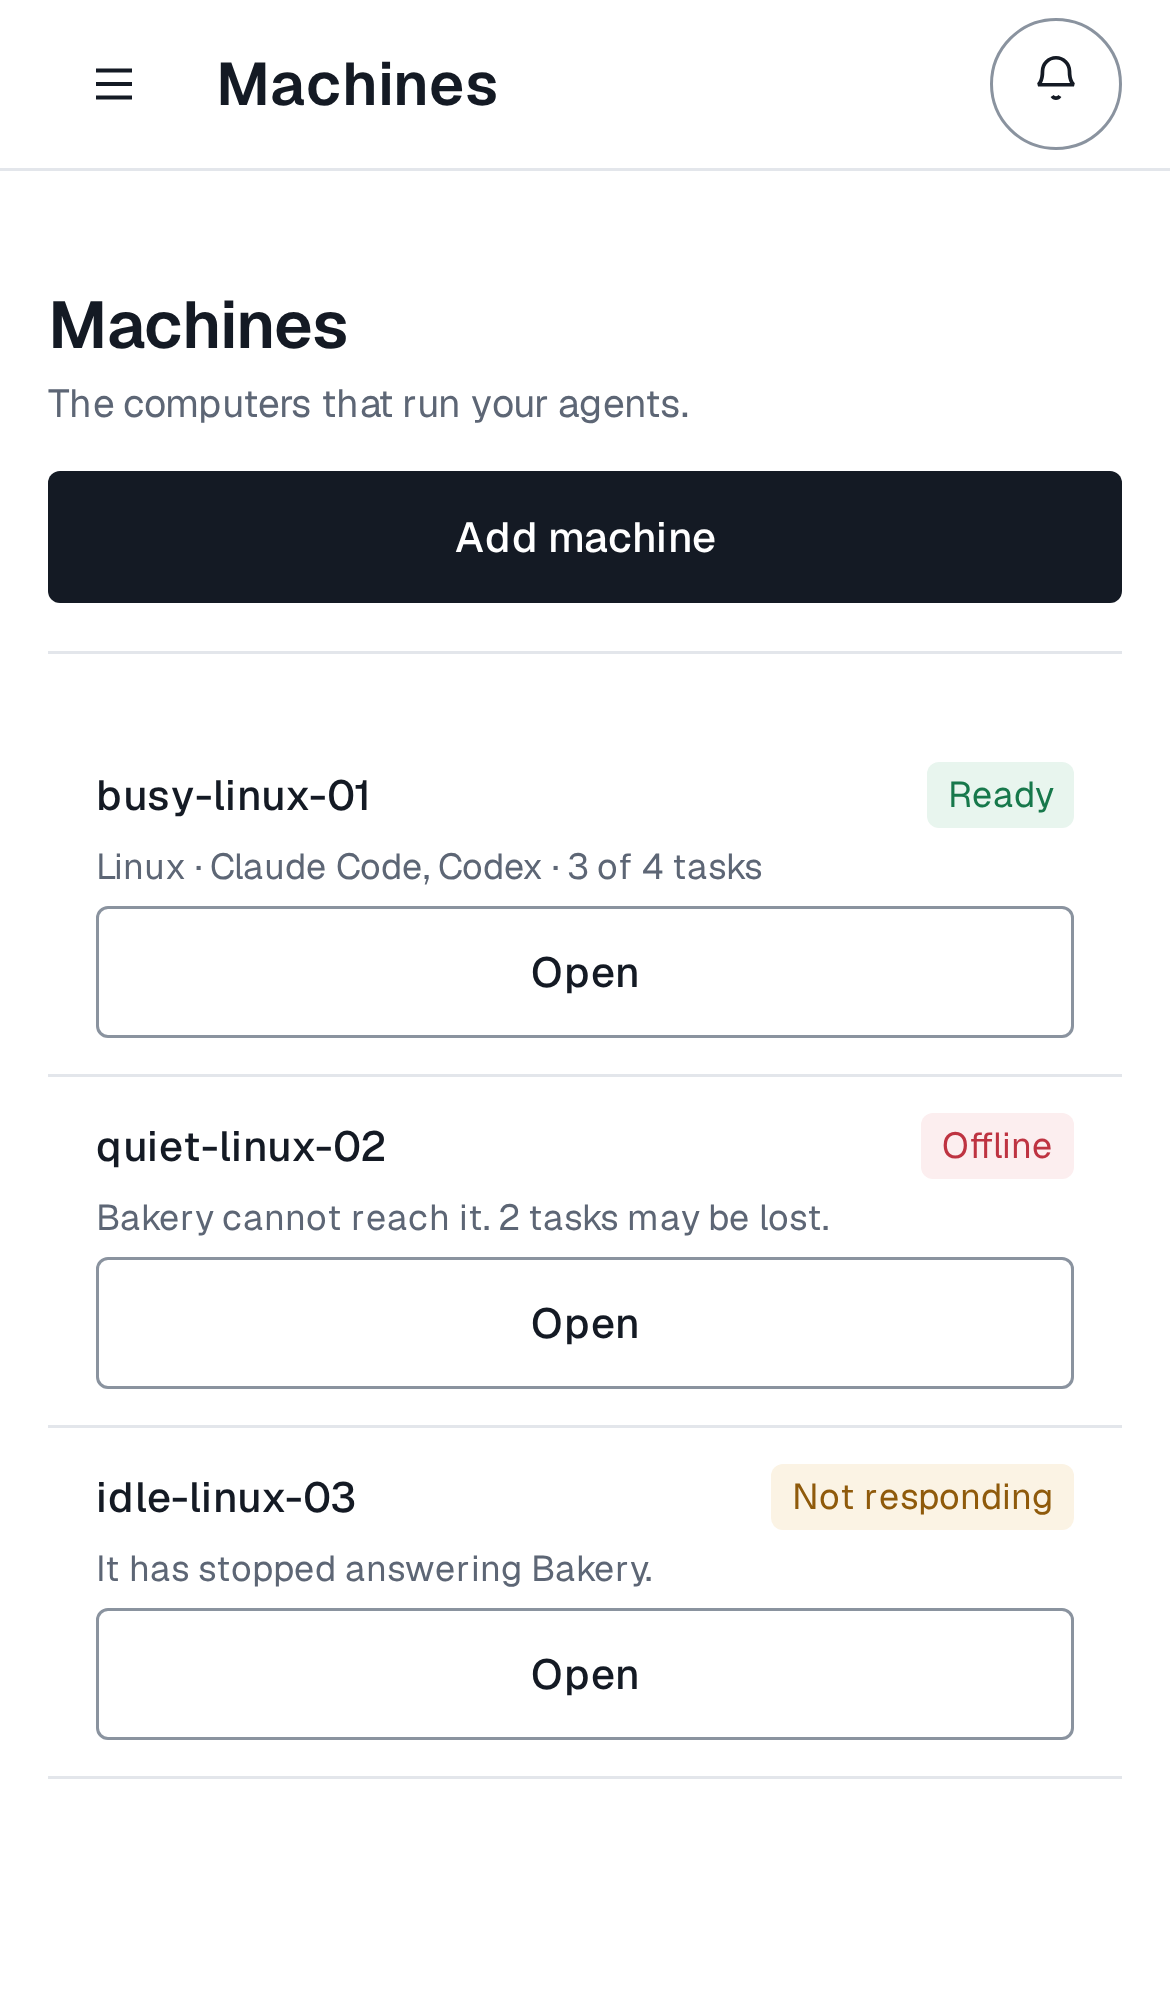 Machines
Machines
The computers that run your agents.
Add machine
busy-linux-01
Ready
Linux · Claude Code, Codex · 3 of 4 tasks
Open
quiet-linux-02
Offline
Bakery cannot reach it. 2 tasks may be lost.
Open
idle-linux-03
Not responding
It has stopped answering Bakery.
Open